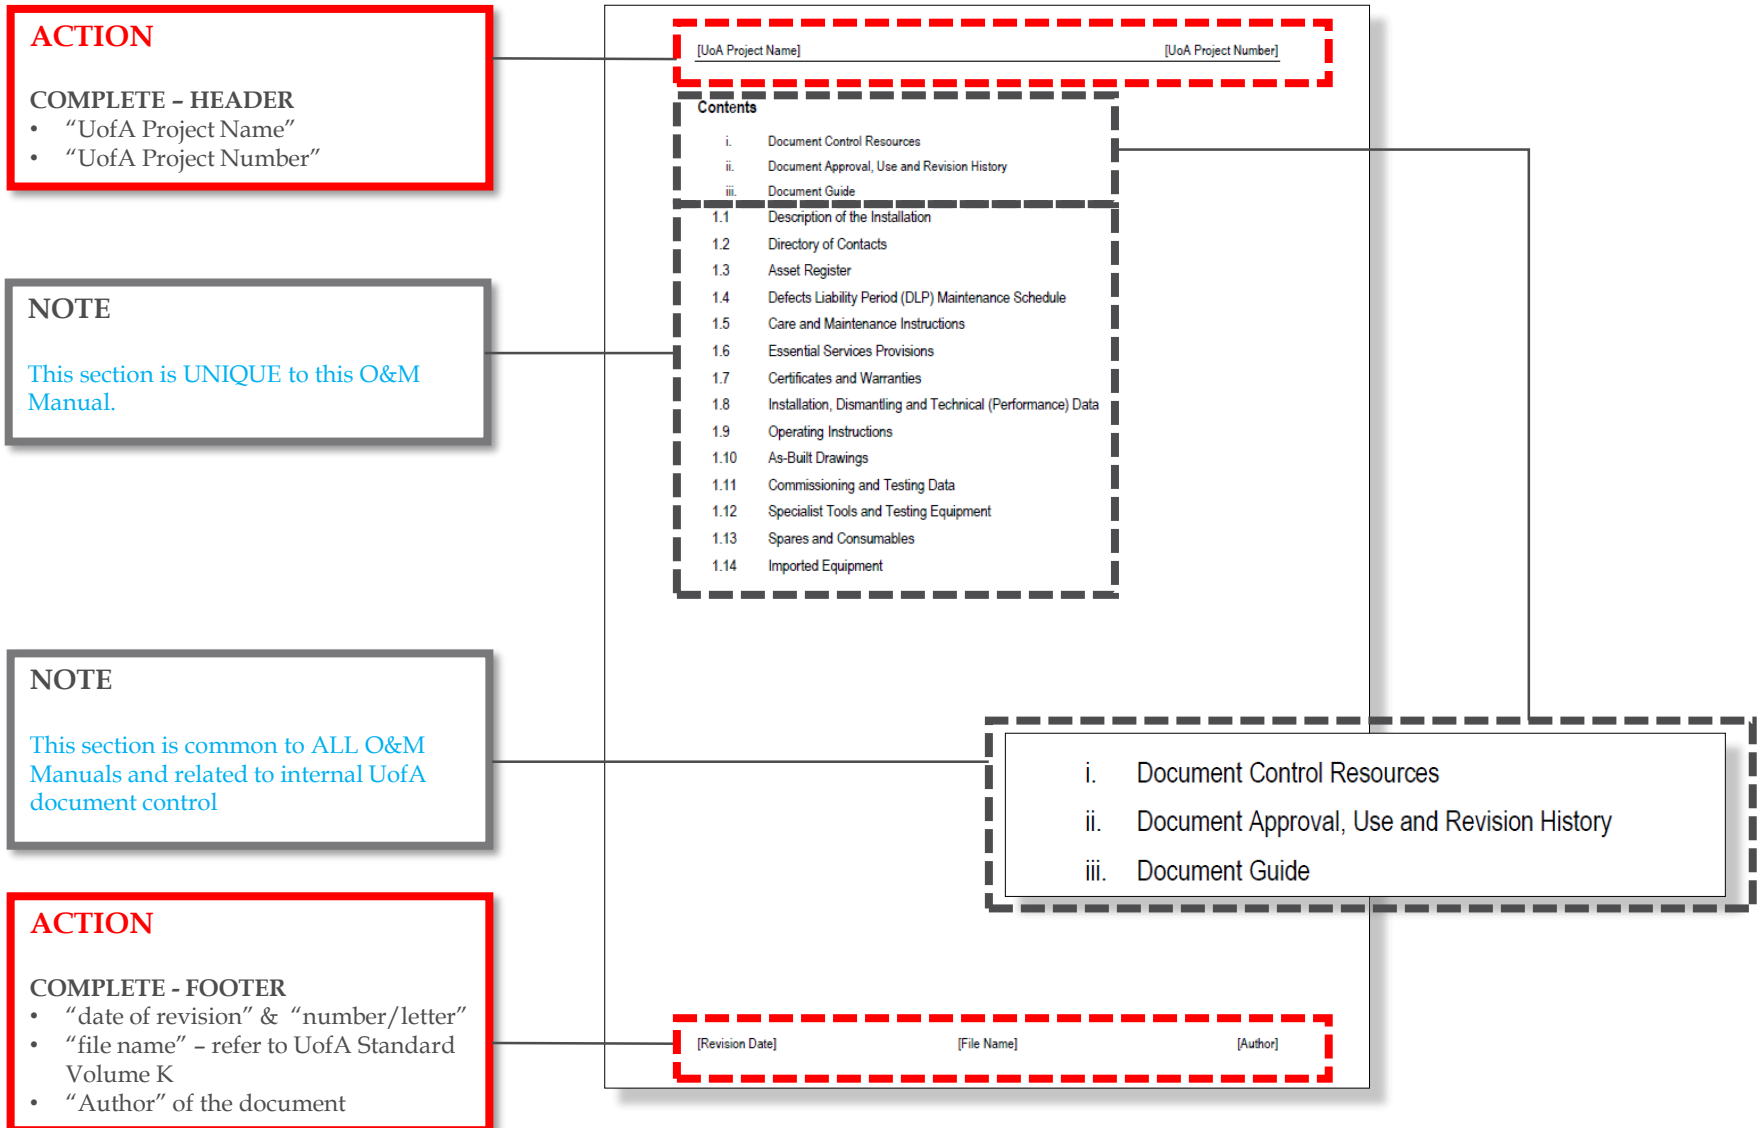 ACTION
COMPLETE – HEADER
• “UofA Project Name”
• “UofA Project Number”
NOTE
This section is UNIQUE to this O&M
Manual.
NOTE
This section is common to ALL O&M
Manuals and related to internal UofA
document control
ACTION
COMPLETE - FOOTER
• “date of revision” & “number/letter”
• “file name” – refer to UofA Standard
Volume K
• “Author” of the document
[UoA Project Name] [UoA Project Number]
Contents
i. Document Control Resources
ii. Document Approval, Use and Revision History
iii. Document Guide
1.1 Description of the Installation
1.2 Directory of Contacts
1.3 Asset Register
1.4 Defects Liability Period (DLP) Maintenance Schedule
1.5 Care and Maintenance Instructions
1.6 Essential Services Provisions
1.7 Certificates and Warranties
1.8 Installation, Dismantling and Technical (Performance) Data
1.9 Operating Instructions
1.10 As-Built Drawings
1.11 Commissioning and Testing Data
1.12 Specialist Tools and Testing Equipment
1.13 Spares and Consumables
1.14 Imported Equipment
i. Document Control Resources
ii. Document Approval, Use and Revision History
iii. Document Guide
[Revision Date] [File Name] [Author]